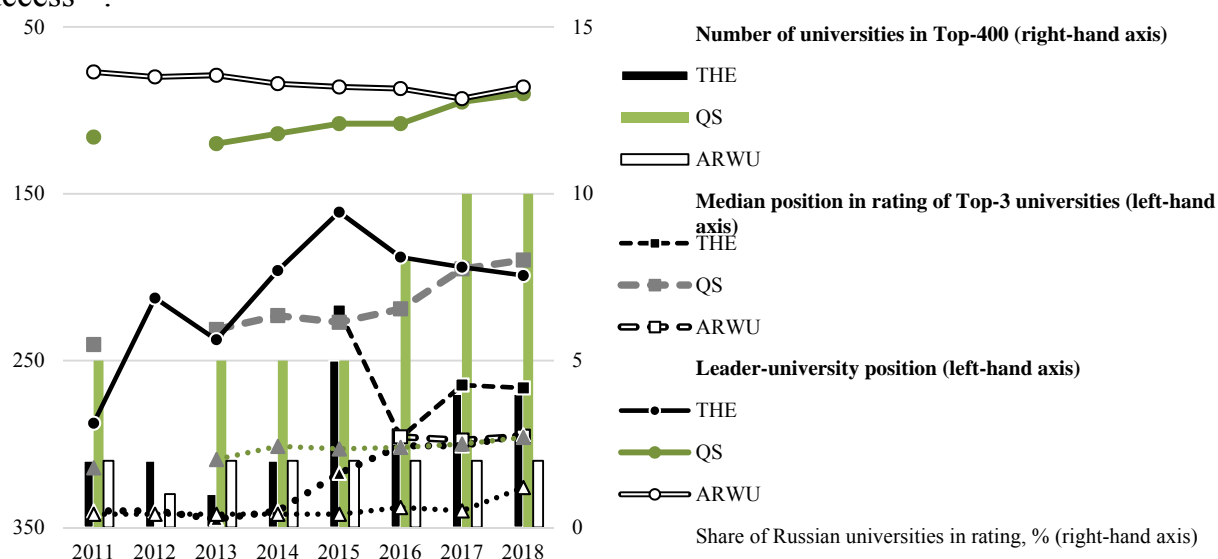 50
15
Number of universities in Top-400 (right-hand axis)
THE
QS
ARWU
150
10
Median position in rating of Top-3 universities (left-hand
axis)
THE
QS
ARWU
250
5
Leader-university position (left-hand axis)
THE
QS
ARWU
350
0
Share of Russian universities in rating, % (right-hand axis)
2011 2012 2013 2014 2015 2016 2017 2018